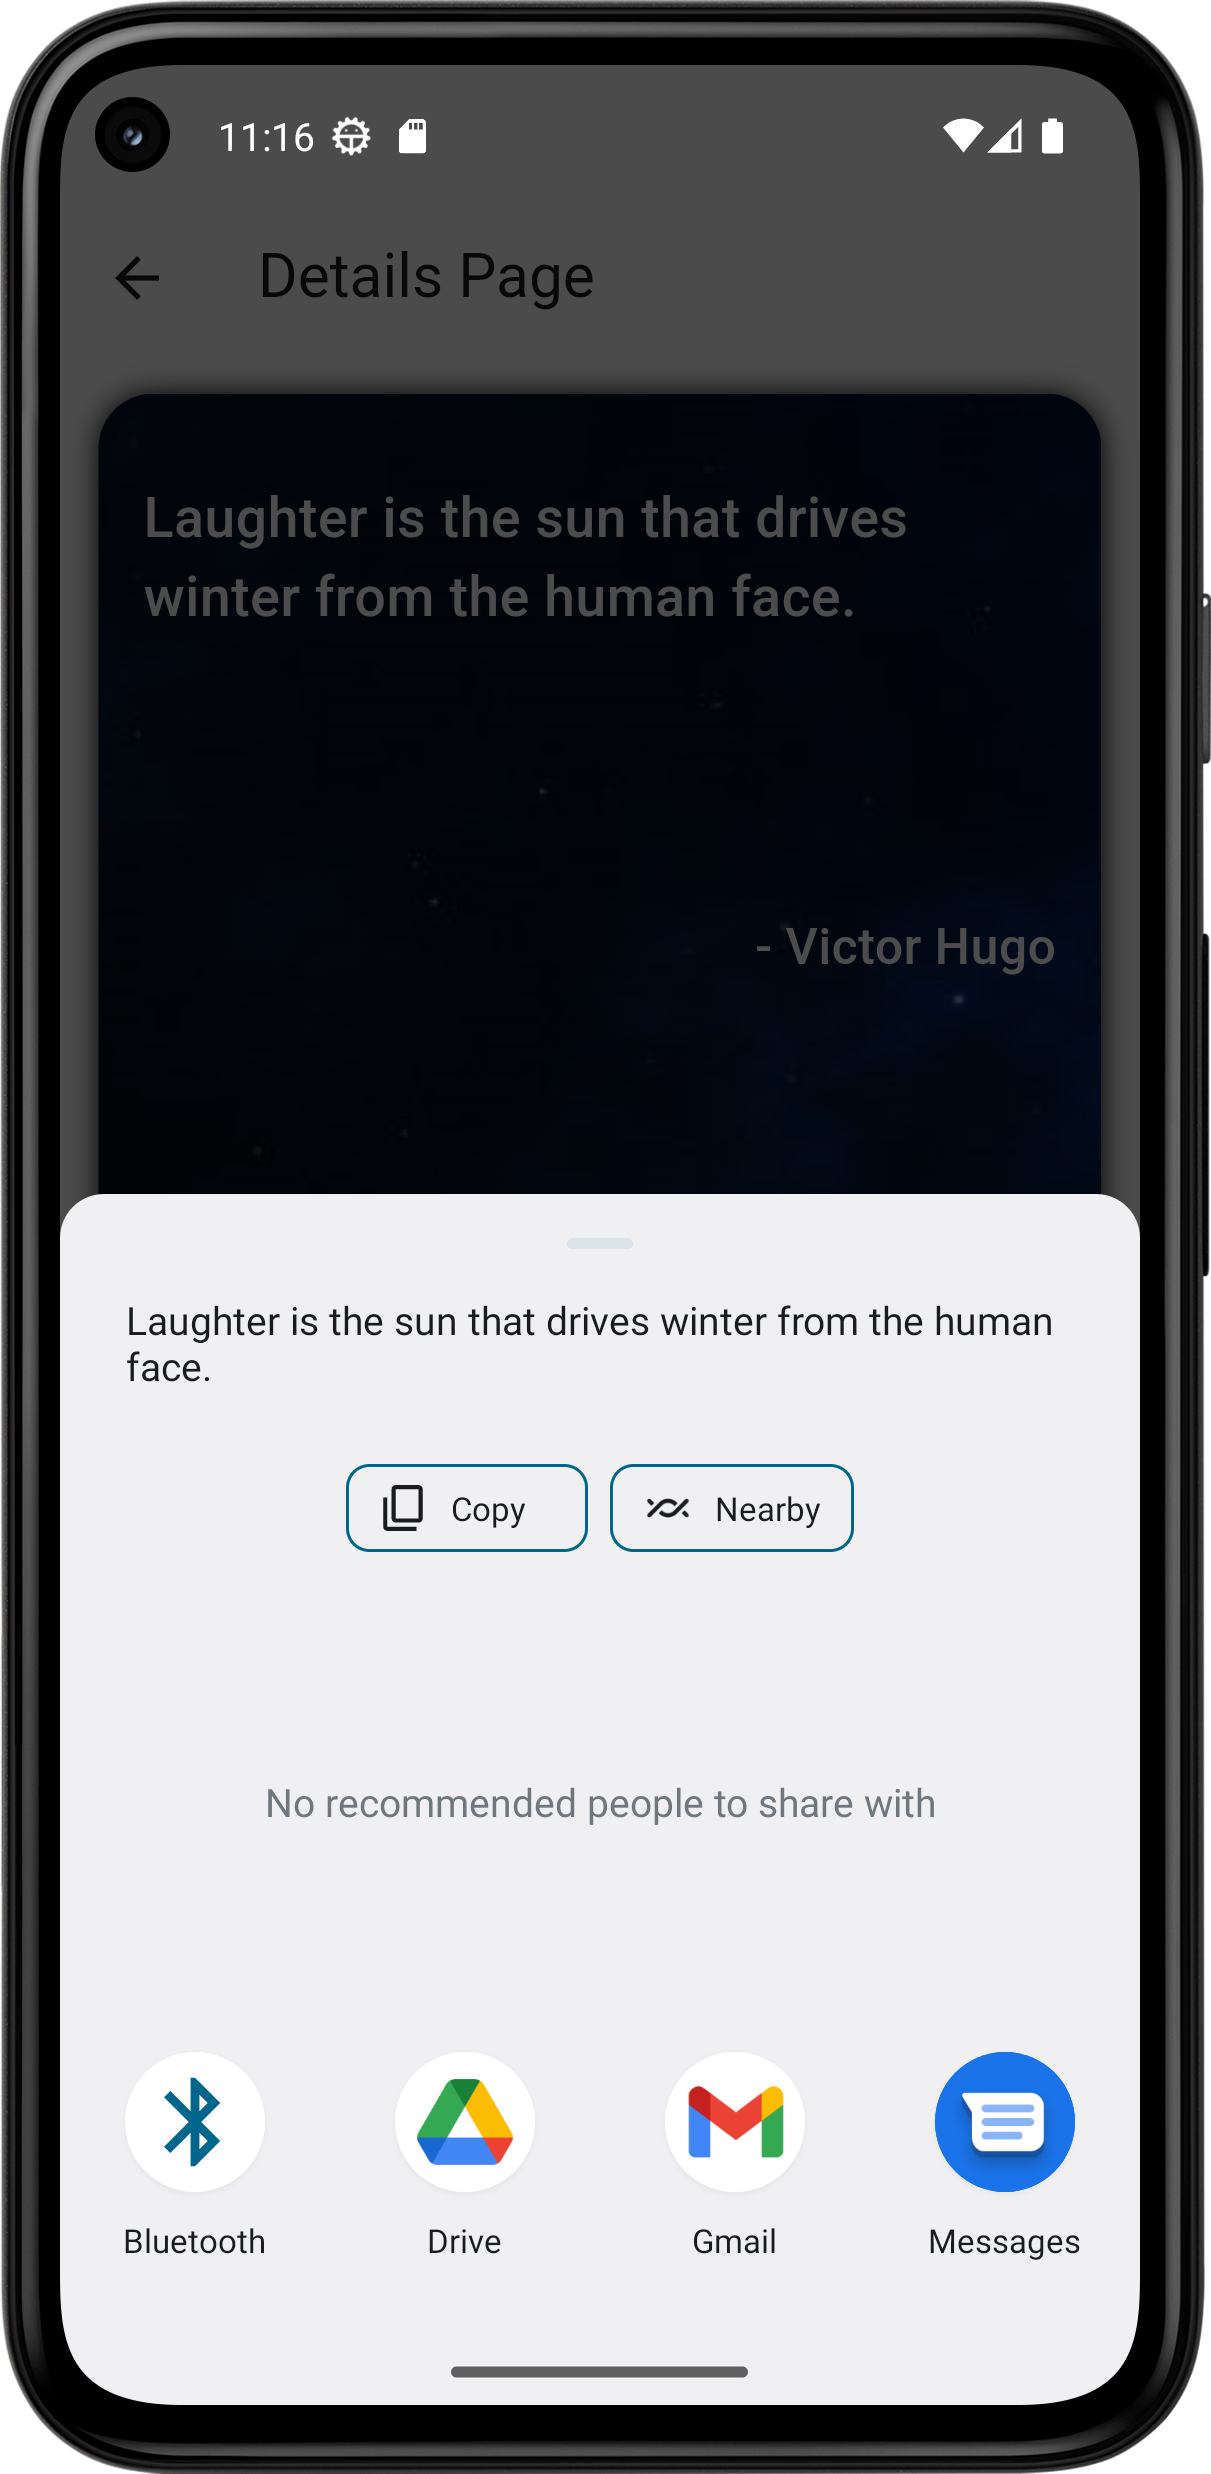 11:16
Details Page
Laughter is the sun that drives
winter from the human face.
- Victor Hugo
Laughter is the sun that drives winter from the human
face.
Copy
Nearby
No recommended people to share with
Bluetooth
Drive
Gmail
Messages